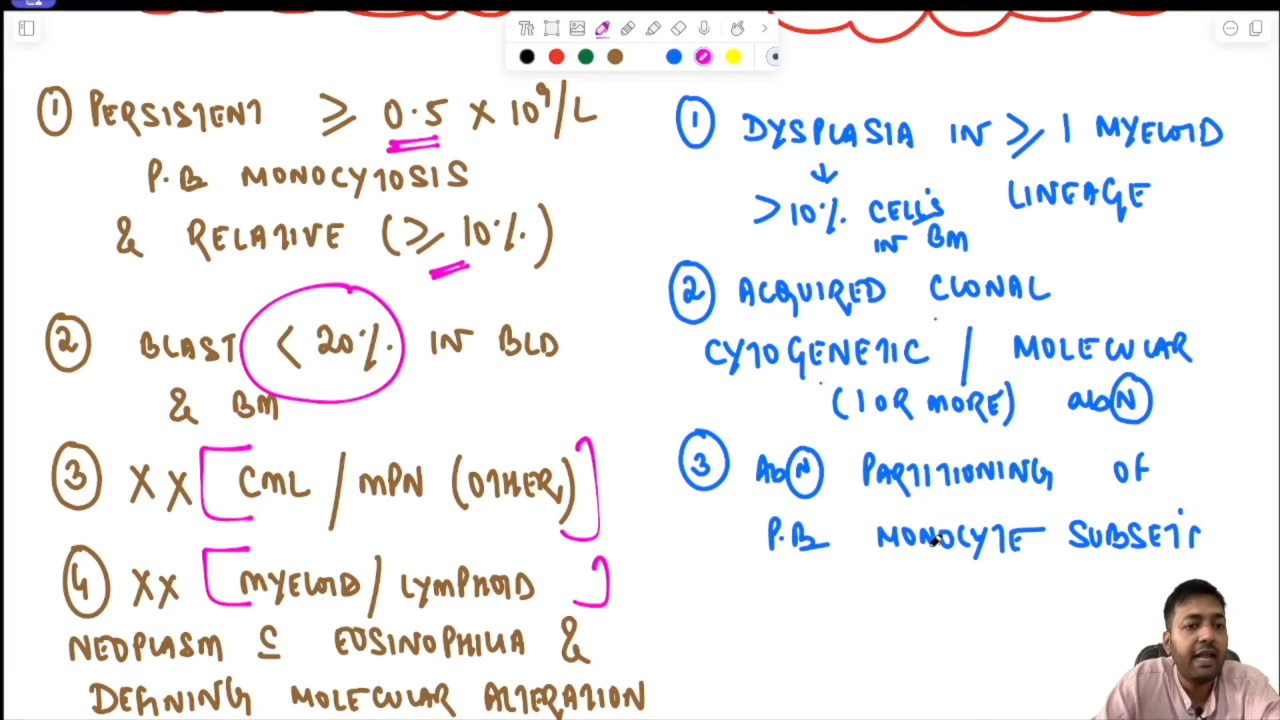 ① PERSISTENT ≥ 0.5 × 10⁹/L
P.B MONOCYTOSIS
& RELATIVE (≥ 10%)
② BLAST < 20% IN BLD
& BM
③ XX [CML / MPN (OTHER)]
④ XX [MYELOID / LYMPHOID]
NEOPLASM C̄ EOSINOPHILIA &
DEFINING MOLECULAR ALTERATION
① DYSPLASIA IN ≥ 1 MYELOID
LINEAGE
↓
>10% CELLS
IN BM
② ACQUIRED CLONAL
CYTOGENETIC / MOLECULAR
(1 OR MORE) abⓃ
③ AbⓃ PARTITIONING OF
P.B MONOCYTE SUBSETS
Tt